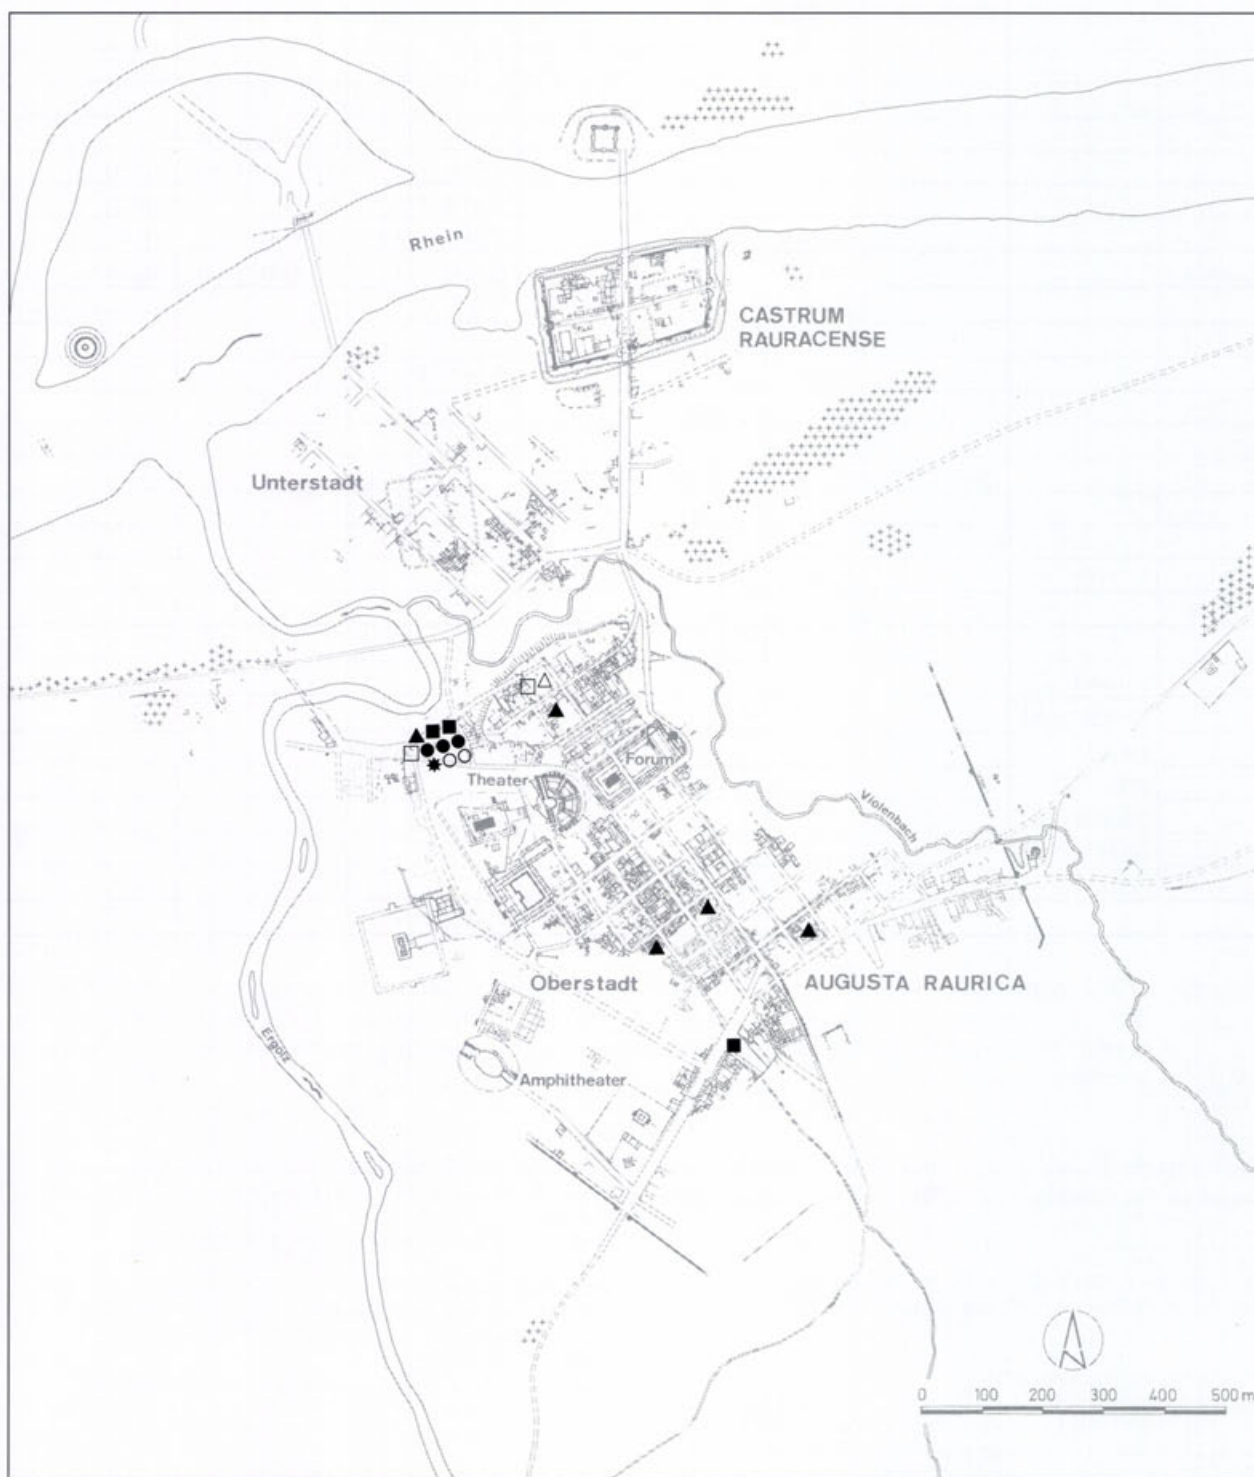 Rhein
CASTRUM
RAURACENSE
Unterstadt
Forum
Theater
Violenbach
Oberstadt
AUGUSTA RAURICA
Ergolz
Amphitheater
N
0 100 200 300 400 500 m